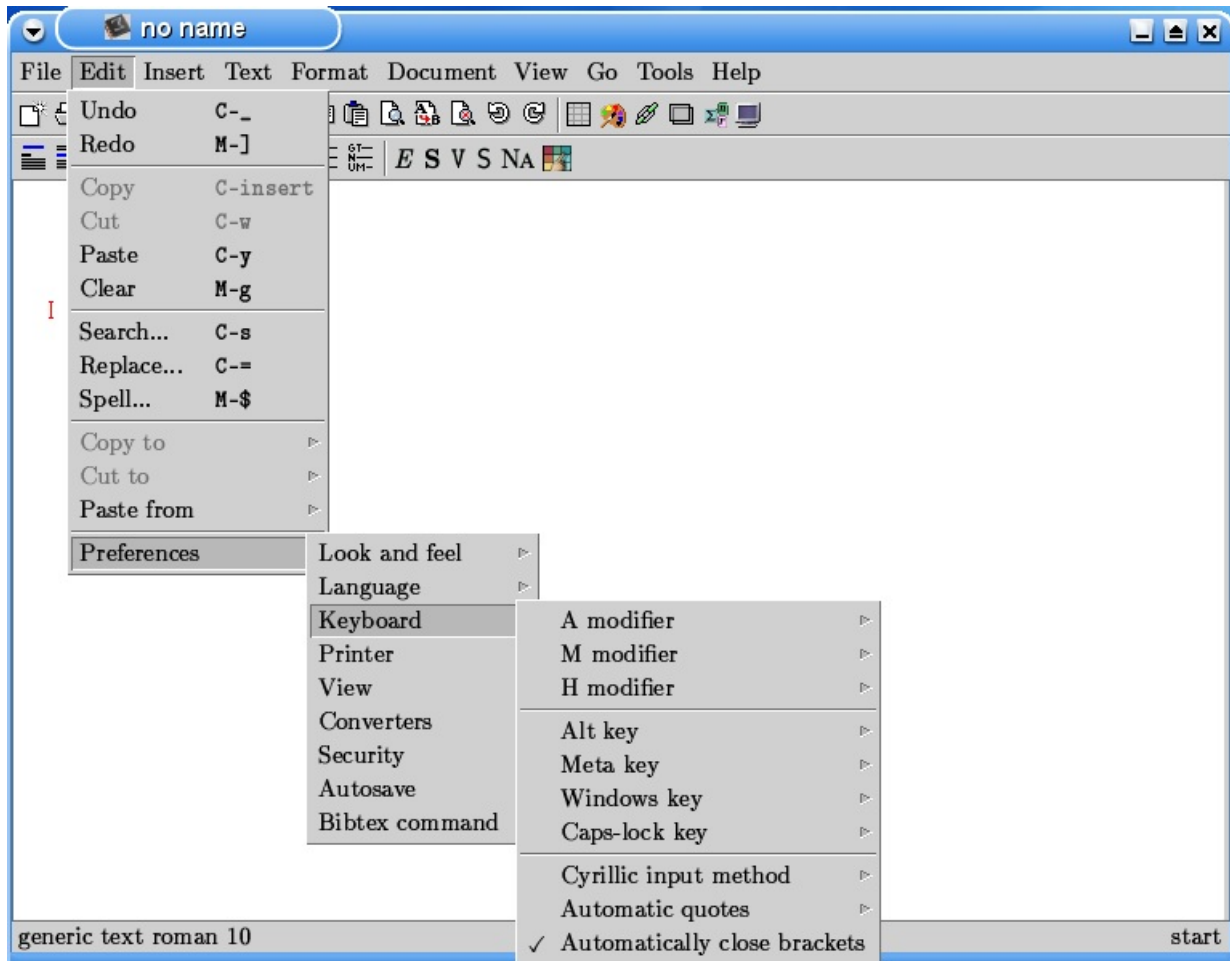 no name
File Edit Insert Text Format Document View Go Tools Help
Undo C-_
Redo M-]
E S V S NA
Copy C-insert
Cut C-w
Paste C-y
Clear M-g
Search... C-s
Replace... C-=
Spell... M-$
Copy to
Cut to
Paste from
Preferences
Look and feel
Language
Keyboard
Printer
View
Converters
Security
Autosave
Bibtex command
A modifier
M modifier
H modifier
Alt key
Meta key
Windows key
Caps-lock key
Cyrillic input method
Automatic quotes
✓ Automatically close brackets
generic text roman 10 start